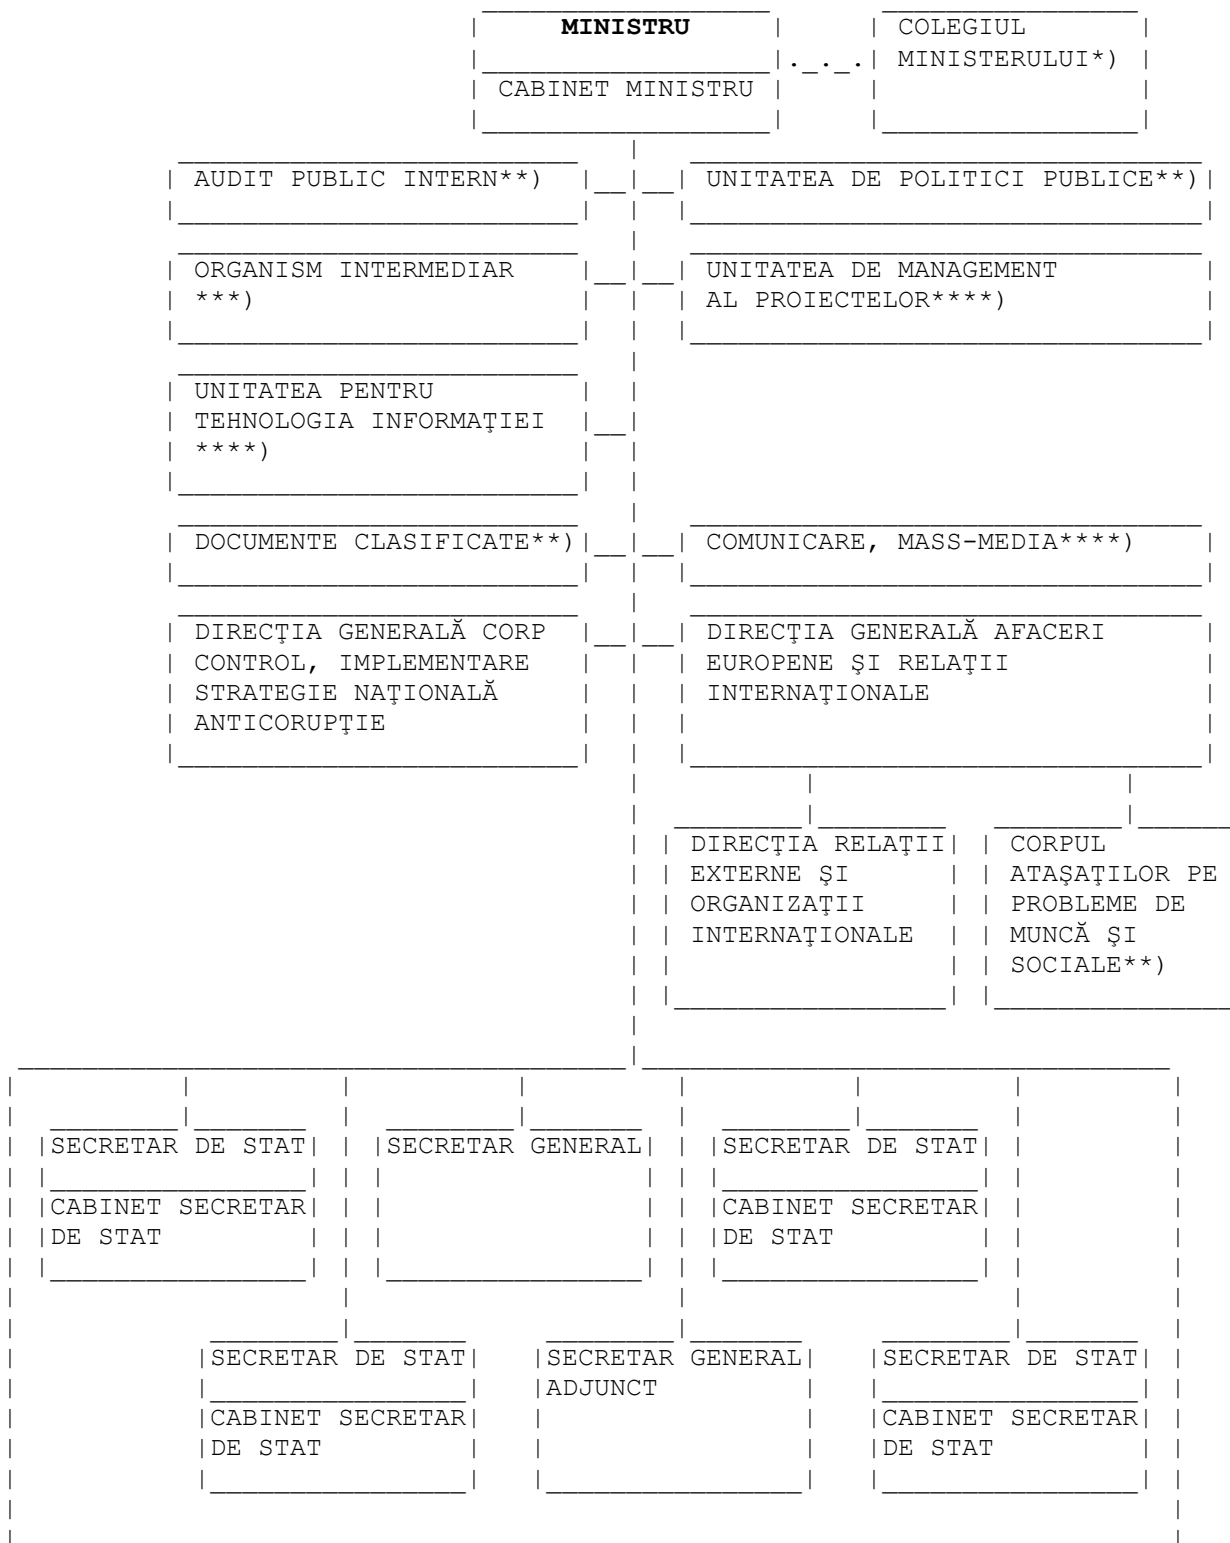 MINISTRU
COLEGIUL
MINISTERULUI*)
CABINET MINISTRU
AUDIT PUBLIC INTERN**)
UNITATEA DE POLITICI PUBLICE**)
ORGANISM INTERMEDIAR
***)
UNITATEA DE MANAGEMENT
AL PROIECTELOR****)
UNITATEA PENTRU
TEHNOLOGIA INFORMAŢIEI
****)
DOCUMENTE CLASIFICATE**)
COMUNICARE, MASS-MEDIA****)
DIRECŢIA GENERALĂ CORP
CONTROL, IMPLEMENTARE
STRATEGIE NAŢIONALĂ
ANTICORUPŢIE
DIRECŢIA GENERALĂ AFACERI
EUROPENE ŞI RELAŢII
INTERNAŢIONALE
DIRECŢIA RELAŢII
EXTERNE ŞI
ORGANIZAŢII
INTERNAŢIONALE
CORPUL
ATAŞAŢILOR PE
PROBLEME DE
MUNCĂ ŞI
SOCIALE**)
SECRETAR DE STAT
CABINET SECRETAR
DE STAT
SECRETAR GENERAL
SECRETAR DE STAT
CABINET SECRETAR
DE STAT
SECRETAR DE STAT
CABINET SECRETAR
DE STAT
SECRETAR GENERAL
ADJUNCT
SECRETAR DE STAT
CABINET SECRETAR
DE STAT